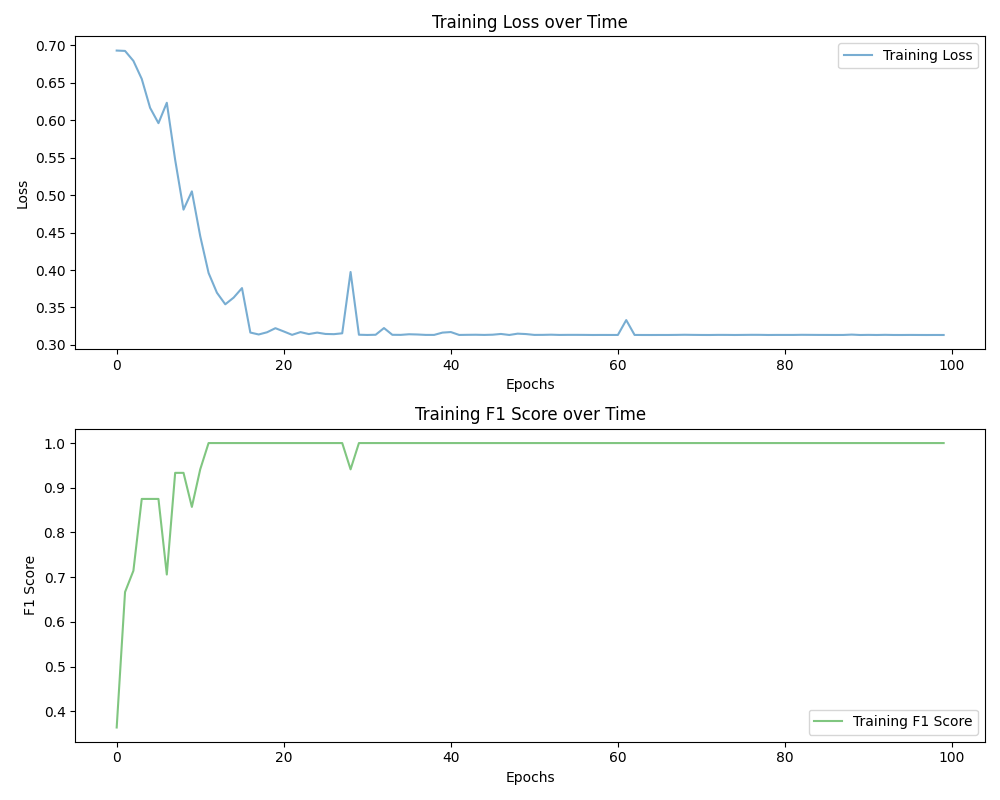 Training Loss over Time
0.70
0.65
0.60
0.55
0.50
0.45
0.40
0.35
0.30
Loss
Training Loss
0 20 40 60 80 100
Epochs
Training F1 Score over Time
1.0
0.9
0.8
0.7
0.6
0.5
0.4
F1 Score
Training F1 Score
0 20 40 60 80 100
Epochs